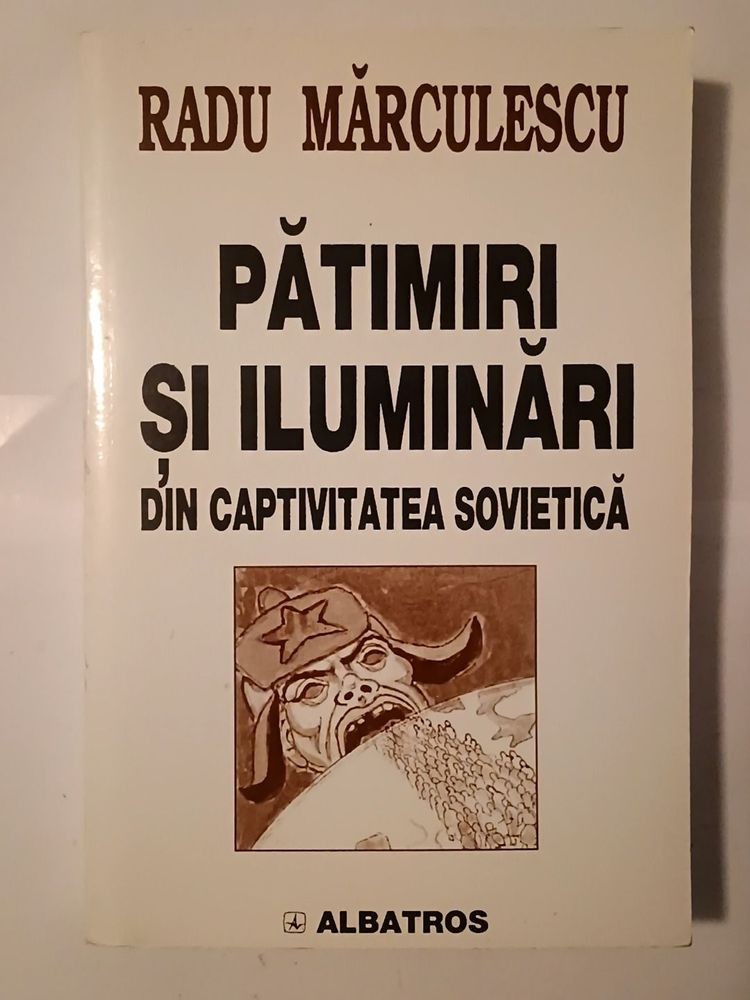 RADU MĂRCULESCU
PĂTIMIRI
ȘI ILUMINĂRI
DIN CAPTIVITATEA SOVIETICĂ
ALBATROS